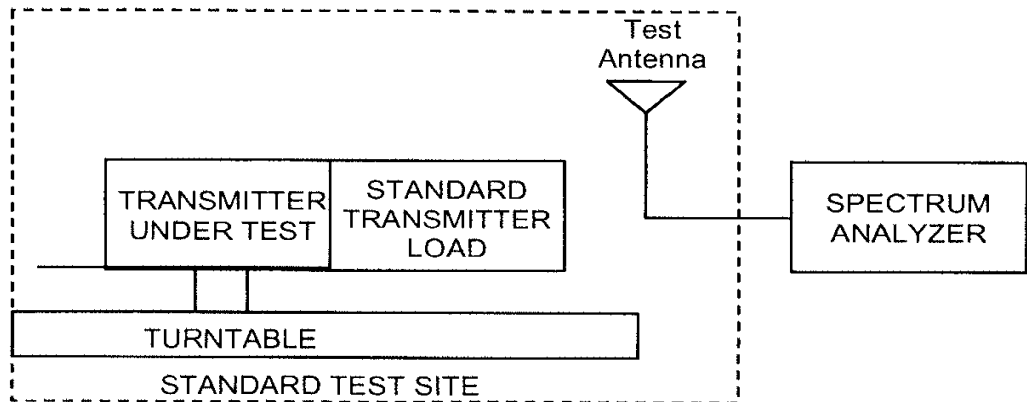 Test
Antenna
TRANSMITTER
UNDER TEST
STANDARD
TRANSMITTER
LOAD
SPECTRUM
ANALYZER
TURNTABLE
STANDARD TEST SITE